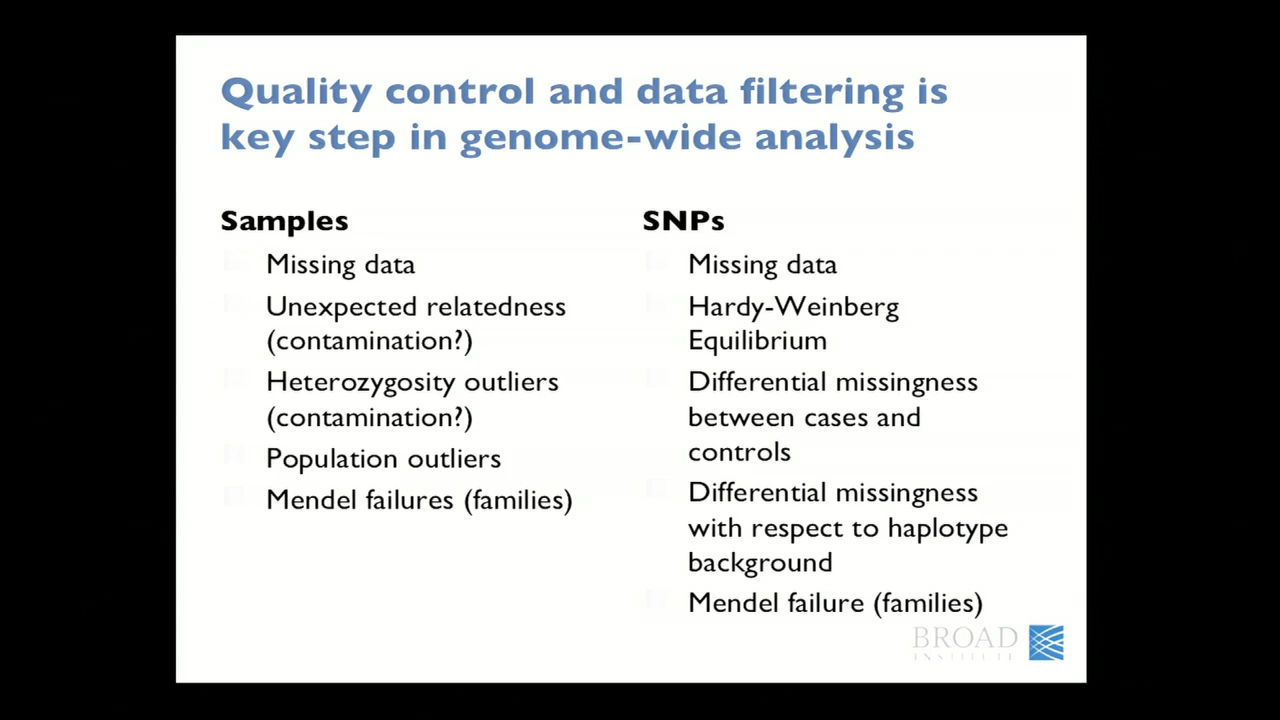 Quality control and data filtering is
key step in genome-wide analysis
Samples
Missing data
Unexpected relatedness
(contamination?)
Heterozygosity outliers
(contamination?)
Population outliers
Mendel failures (families)
SNPs
Missing data
Hardy-Weinberg
Equilibrium
Differential missingness
between cases and
controls
Differential missingness
with respect to haplotype
background
Mendel failure (families)
BROAD
INSTITUTE